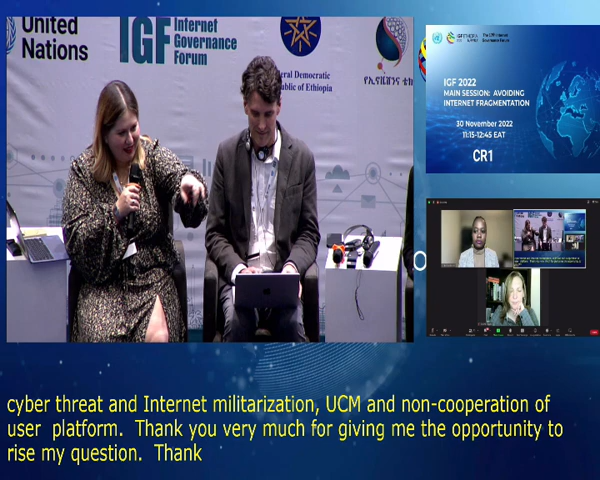 United
Nations
IGF
Internet
Governance
Forum
eral Democratic
public of Ethiopia
IGF 2022
MAIN SESSION: AVOIDING
INTERNET FRAGMENTATION
30 November 2022
11:15-12:45 EAT
CR1
cyber threat and Internet militarization, UCM and non-cooperation of
user platform. Thank you very much for giving me the opportunity to
rise my question. Thank